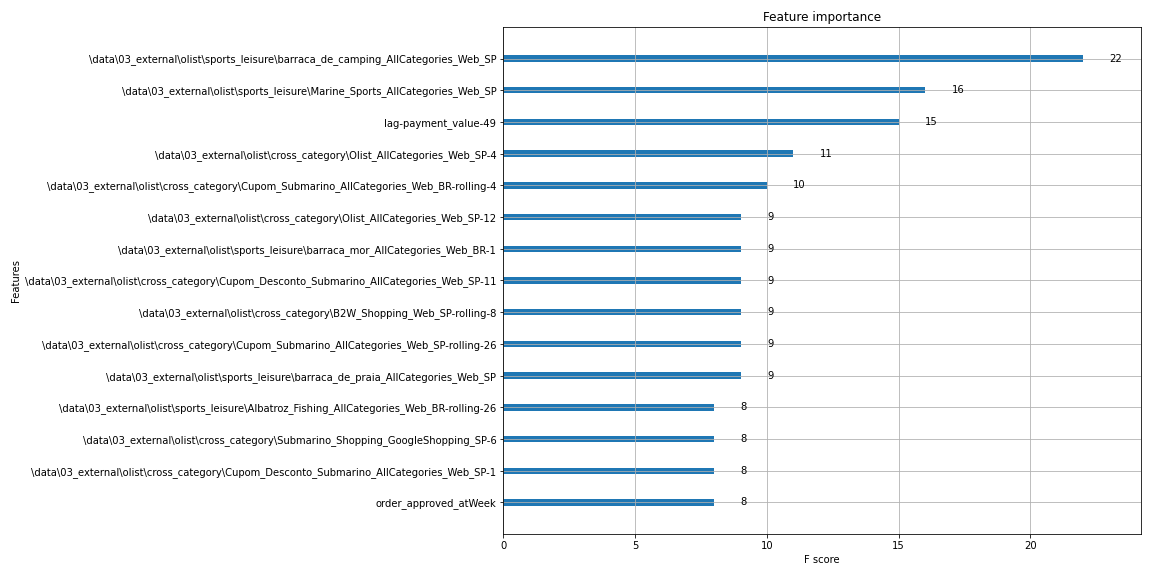 Feature importance
\data\03_external\olist\sports_leisure\barraca_de_camping_AllCategories_Web_SP 22
\data\03_external\olist\sports_leisure\Marine_Sports_AllCategories_Web_SP 16
lag-payment_value-49 15
\data\03_external\olist\cross_category\Olist_AllCategories_Web_SP-4 11
\data\03_external\olist\cross_category\Cupom_Submarino_AllCategories_Web_BR-rolling-4 10
\data\03_external\olist\cross_category\Olist_AllCategories_Web_SP-12 9
\data\03_external\olist\sports_leisure\barraca_mor_AllCategories_Web_BR-1 9
\data\03_external\olist\cross_category\Cupom_Desconto_Submarino_AllCategories_Web_SP-11 9
\data\03_external\olist\cross_category\B2W_Shopping_Web_SP-rolling-8 9
\data\03_external\olist\cross_category\Cupom_Submarino_AllCategories_Web_SP-rolling-26 9
\data\03_external\olist\sports_leisure\barraca_de_praia_AllCategories_Web_SP 9
\data\03_external\olist\sports_leisure\Albatroz_Fishing_AllCategories_Web_BR-rolling-26 8
\data\03_external\olist\cross_category\Submarino_Shopping_GoogleShopping_SP-6 8
\data\03_external\olist\cross_category\Cupom_Desconto_Submarino_AllCategories_Web_SP-1 8
order_approved_atWeek 8
Features
0 5 10 15 20
F score